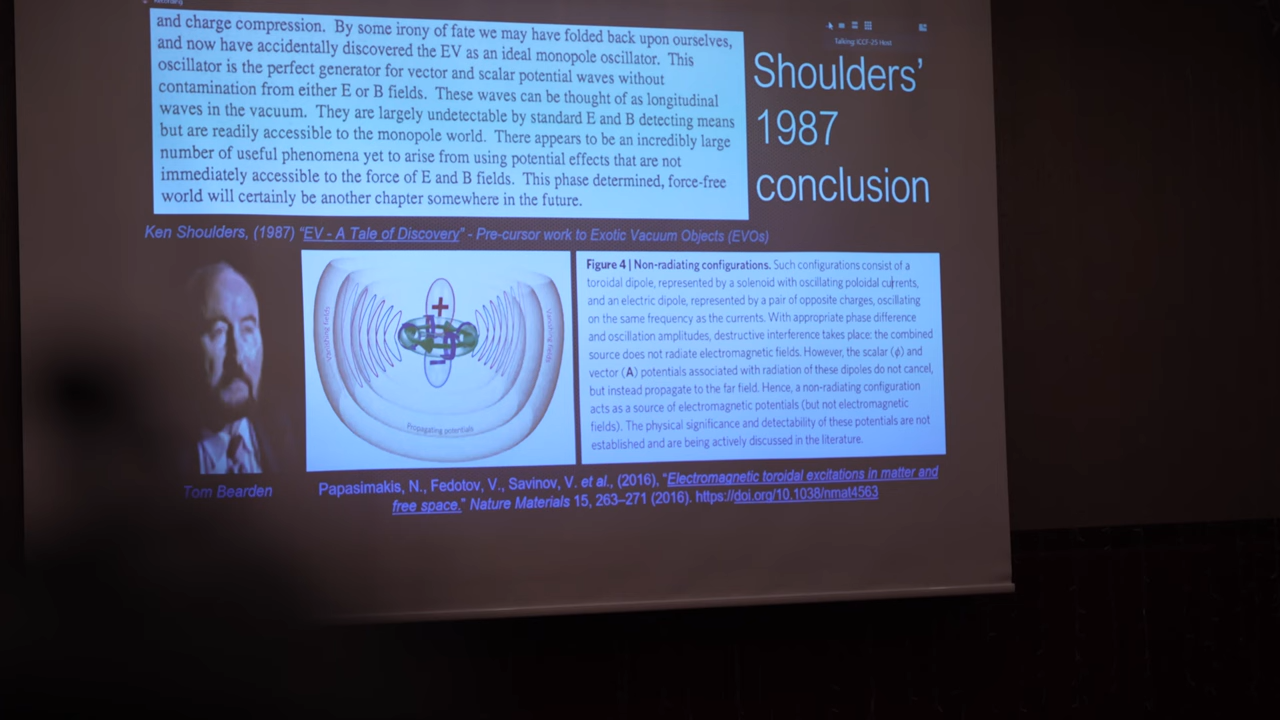 and charge compression. By some irony of fate we may have folded back upon ourselves,
and now have accidentally discovered the EV as an ideal monopole oscillator. This
oscillator is the perfect generator for vector and scalar potential waves without
contamination from either E or B fields. These waves can be thought of as longitudinal
waves in the vacuum. They are largely undetectable by standard E and B detecting means
but are readily accessible to the monopole world. There appears to be an incredibly large
number of useful phenomena yet to arise from using potential effects that are not
immediately accessible to the force of E and B fields. This phase determined, force-free
world will certainly be another chapter somewhere in the future.
Talking: ICCF-25 Host
Shoulders’
1987
conclusion
Ken Shoulders, (1987) “EV - A Tale of Discovery” - Pre-cursor work to Exotic Vacuum Objects (EVOs)
Tom Bearden
Vanishing fields
+
-
Vanishing fields
Propagating potentials
Figure 4 | Non-radiating configurations. Such configurations consist of a
toroidal dipole, represented by a solenoid with oscillating poloidal currents,
and an electric dipole, represented by a pair of opposite charges, oscillating
on the same frequency as the currents. With appropriate phase difference
and oscillation amplitudes, destructive interference takes place: the combined
source does not radiate electromagnetic fields. However, the scalar (ϕ) and
vector (A) potentials associated with radiation of these dipoles do not cancel,
but instead propagate to the far field. Hence, a non-radiating configuration
acts as a source of electromagnetic potentials (but not electromagnetic
fields). The physical significance and detectability of these potentials are not
established and are being actively discussed in the literature.
Papasimakis, N., Fedotov, V., Savinov, V. et al., (2016), “Electromagnetic toroidal excitations in matter and
free space,” Nature Materials 15, 263–271 (2016). https://doi.org/10.1038/nmat4563